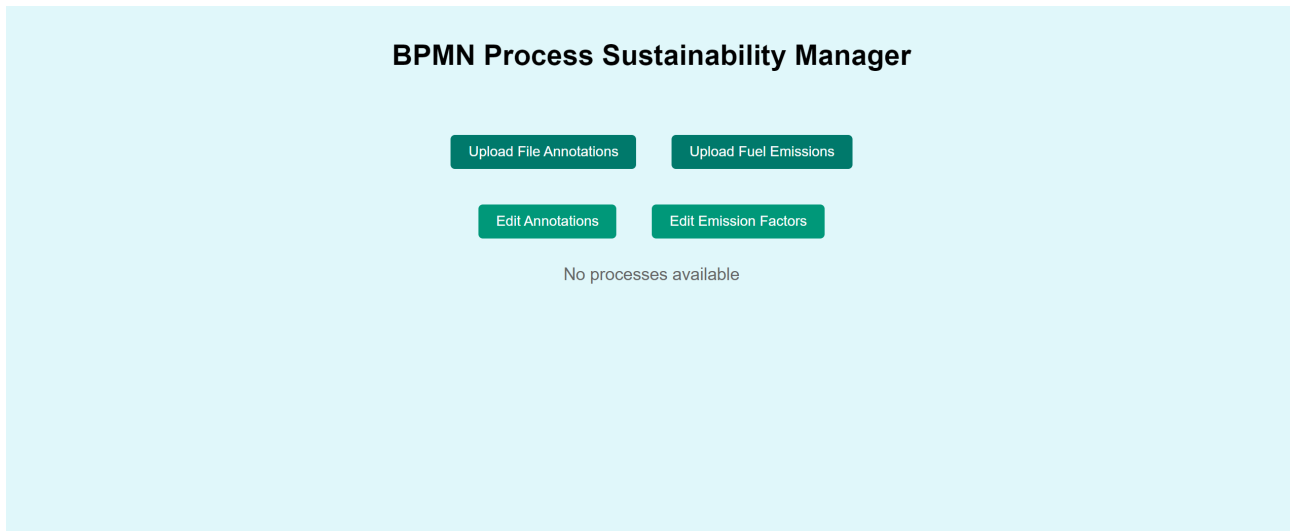 BPMN Process Sustainability Manager
Upload File Annotations Upload Fuel Emissions
Edit Annotations Edit Emission Factors
No processes available